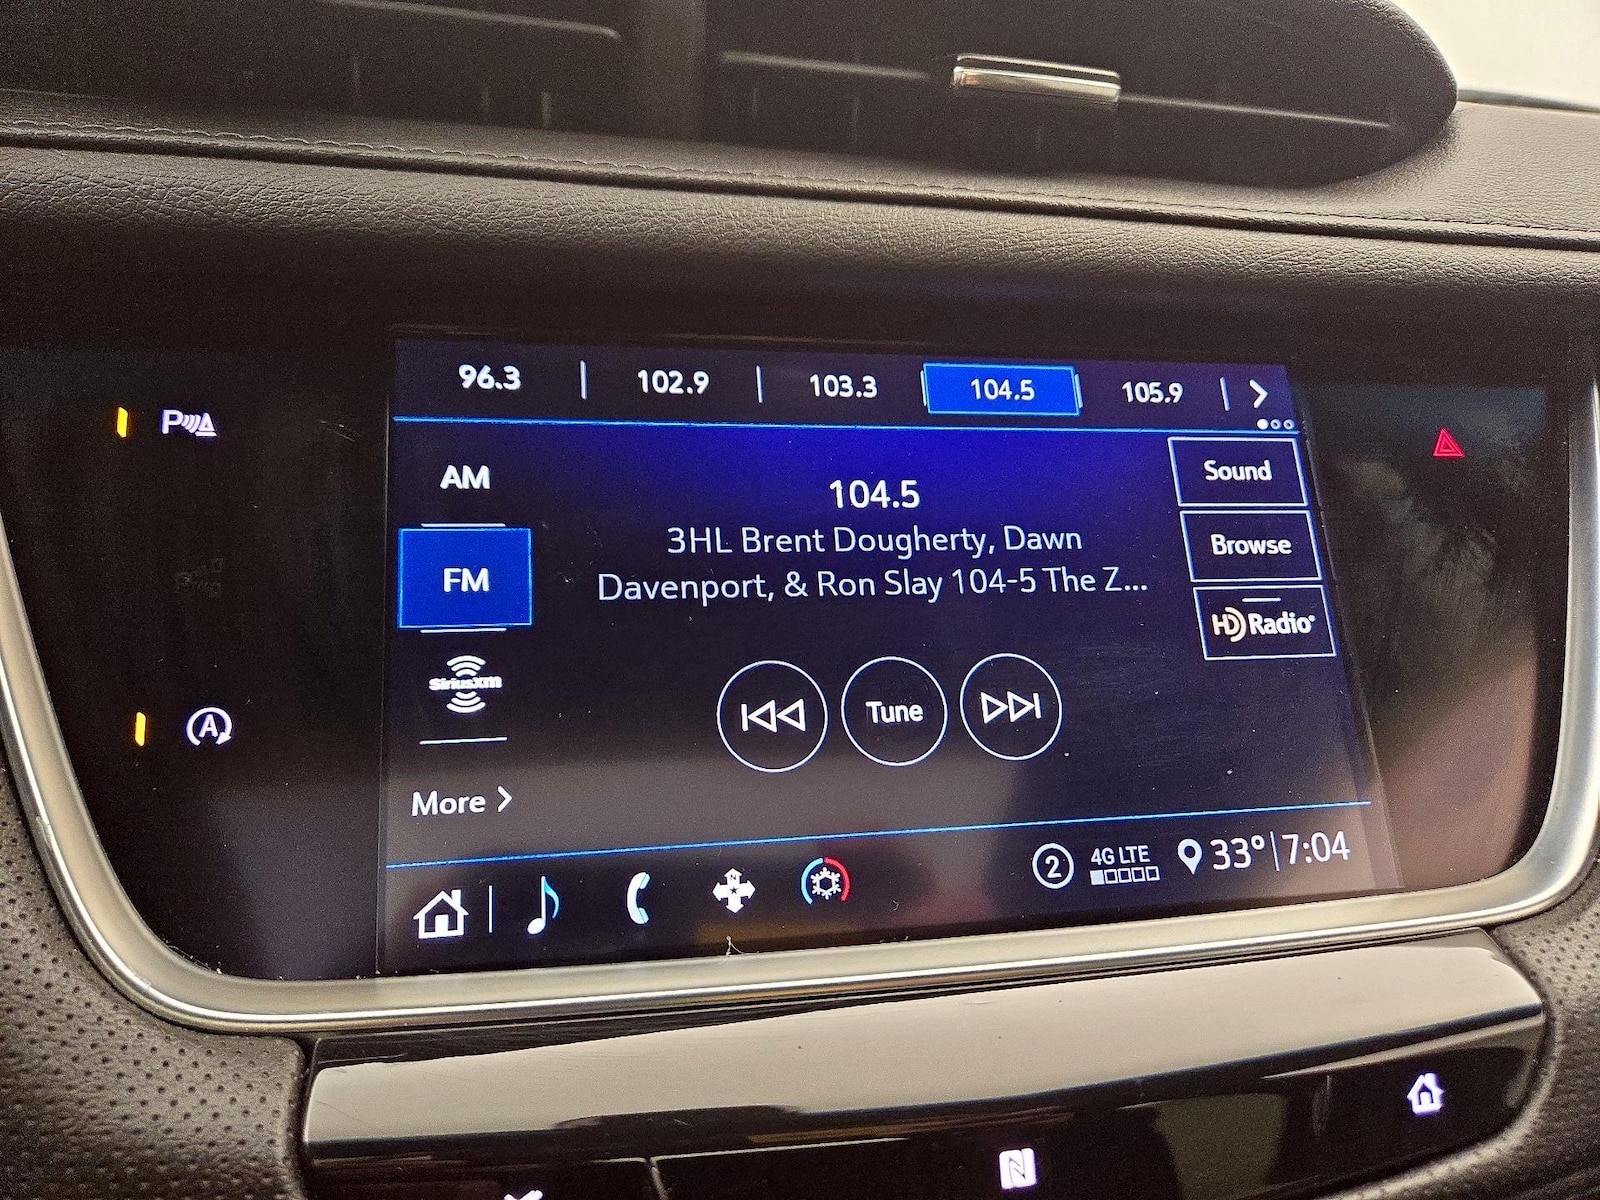 96.3 | 102.9 | 103.3 | 104.5 | 105.9
AM
FM
SiriusXM
More
104.5
3HL Brent Dougherty, Dawn
Davenport, & Ron Slay 104-5 The Z...
Tune
Sound
Browse
HD Radio
2 4G LTE 33° | 7:04
P
A
N
N